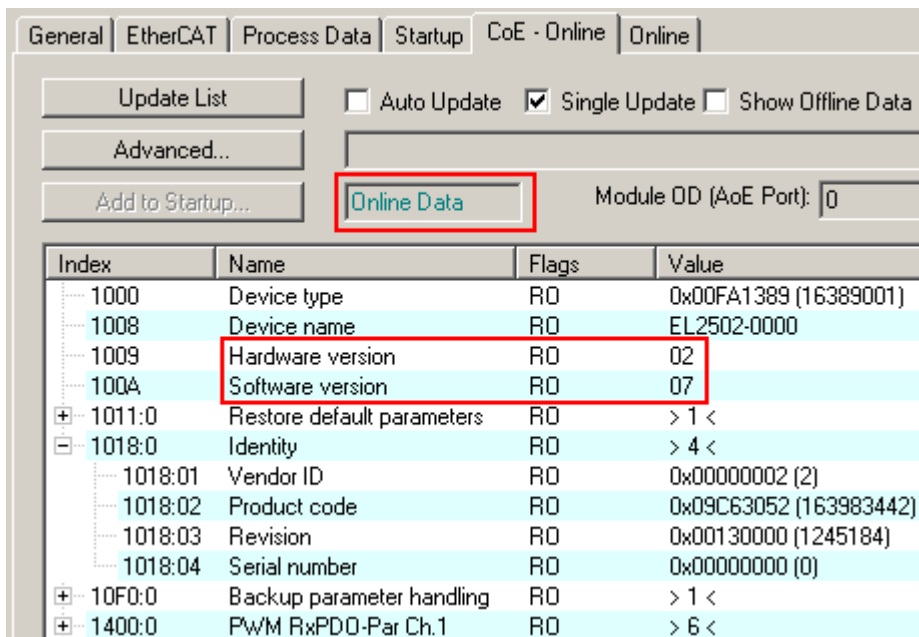 General EtherCAT Process Data Startup CoE - Online Online
Update List Auto Update Single Update Show Offline Data
Advanced...
Add to Startup... Online Data Module OD (AoE Port): 0
Index Name Flags Value
1000 Device type RO 0x00FA1389 (16389001)
1008 Device name RO EL2502-0000
1009 Hardware version RO 02
100A Software version RO 07
1011:0 Restore default parameters RO > 1 <
1018:0 Identity RO > 4 <
1018:01 Vendor ID RO 0x00000002 (2)
1018:02 Product code RO 0x09C63052 (163983442)
1018:03 Revision RO 0x00130000 (1245184)
1018:04 Serial number RO 0x00000000 (0)
10F0:0 Backup parameter handling RO > 1 <
1400:0 PWM RxPDO-Par Ch.1 RO > 6 <